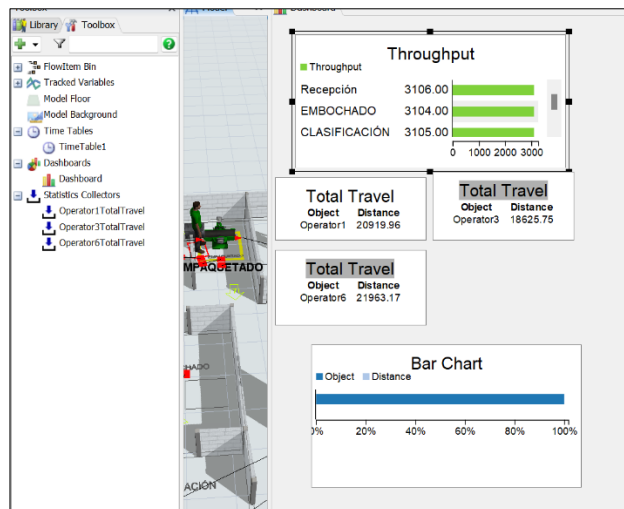 Library
Toolbox
FlowItem Bin
Tracked Variables
Model Floor
Model Background
Time Tables
TimeTable1
Dashboards
Dashboard
Statistics Collectors
Operator1TotalTravel
Operator3TotalTravel
Operator6TotalTravel
MPAQUETADO
ACIÓN
Throughput
Throughput
Recepción 3106.00
EMBOCHADO 3104.00
CLASIFICACIÓN 3105.00
0 1000 2000 3000
Total Travel
Object Distance
Operator1 20919.96
Total Travel
Object Distance
Operator3 18625.75
Total Travel
Object Distance
Operator6 21963.17
Bar Chart
Object Distance
0% 20% 40% 60% 80% 100%